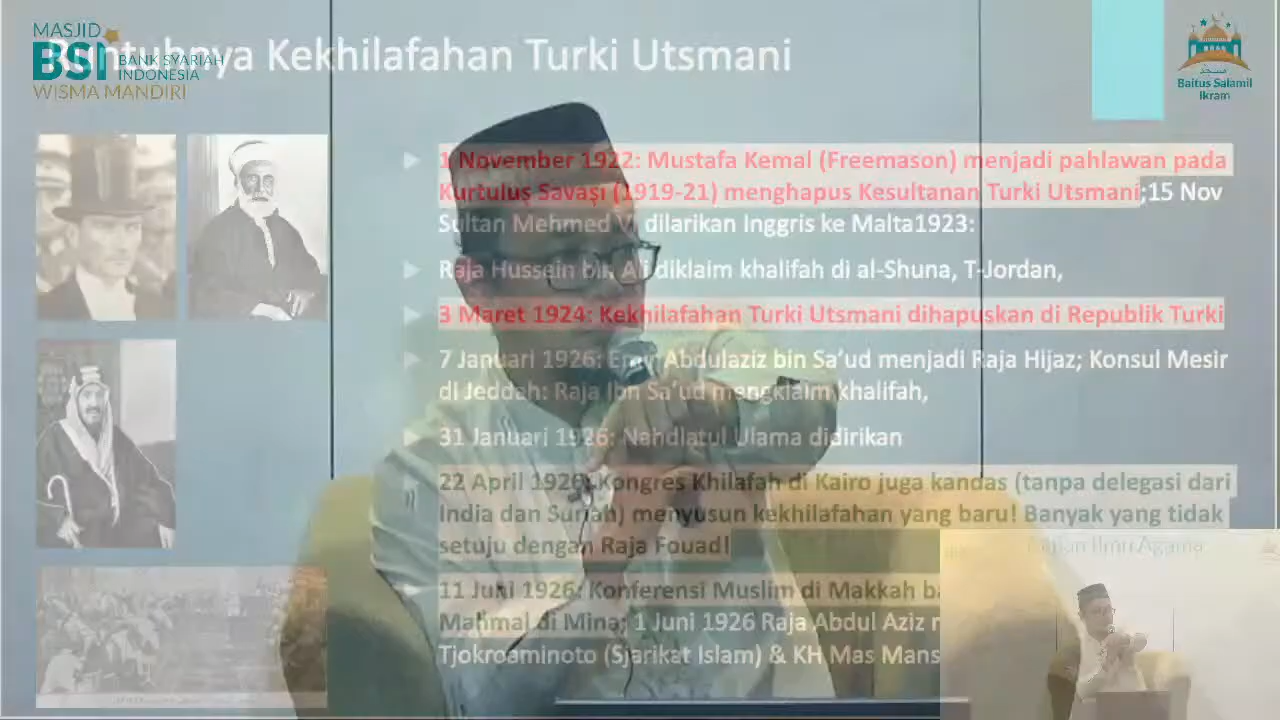 MASJID
BSI BANK SYARIAH
INDONESIA
WISMA MANDIRI
Runtuhnya Kekhilafahan Turki Utsmani
Baitus Salamil
Ikram
1 November 1922: Mustafa Kemal (Freemason) menjadi pahlawan pada
Kurtuluş Savaşı (1919-21) menghapus Kesultanan Turki Utsmani;15 Nov
Sultan Mehmed VI dilarikan Inggris ke Malta1923:
Raja Hussein bin Ali diklaim khalifah di al-Shuna, T-Jordan,
3 Maret 1924: Kekhilafahan Turki Utsmani dihapuskan di Republik Turki
7 Januari 1926: Emir Abdulaziz bin Sa'ud menjadi Raja Hijaz; Konsul Mesir
di Jeddah: Raja Ibn Sa'ud mengklaim khalifah,
31 Januari 1926: Nahdlatul Ulama didirikan
22 April 1926: Kongres Khilafah di Kairo juga kandas (tanpa delegasi dari
India dan Suriah) menyusun kekhilafahan yang baru! Banyak yang tidak
setuju dengan Raja Fouad!
11 Juni 1926: Konferensi Muslim di Makkah
Mahmal di Mina; 1 Juni 1926 Raja Abdul Aziz
Tjokroaminoto (Sjarikat Islam) & KH Mas Mans